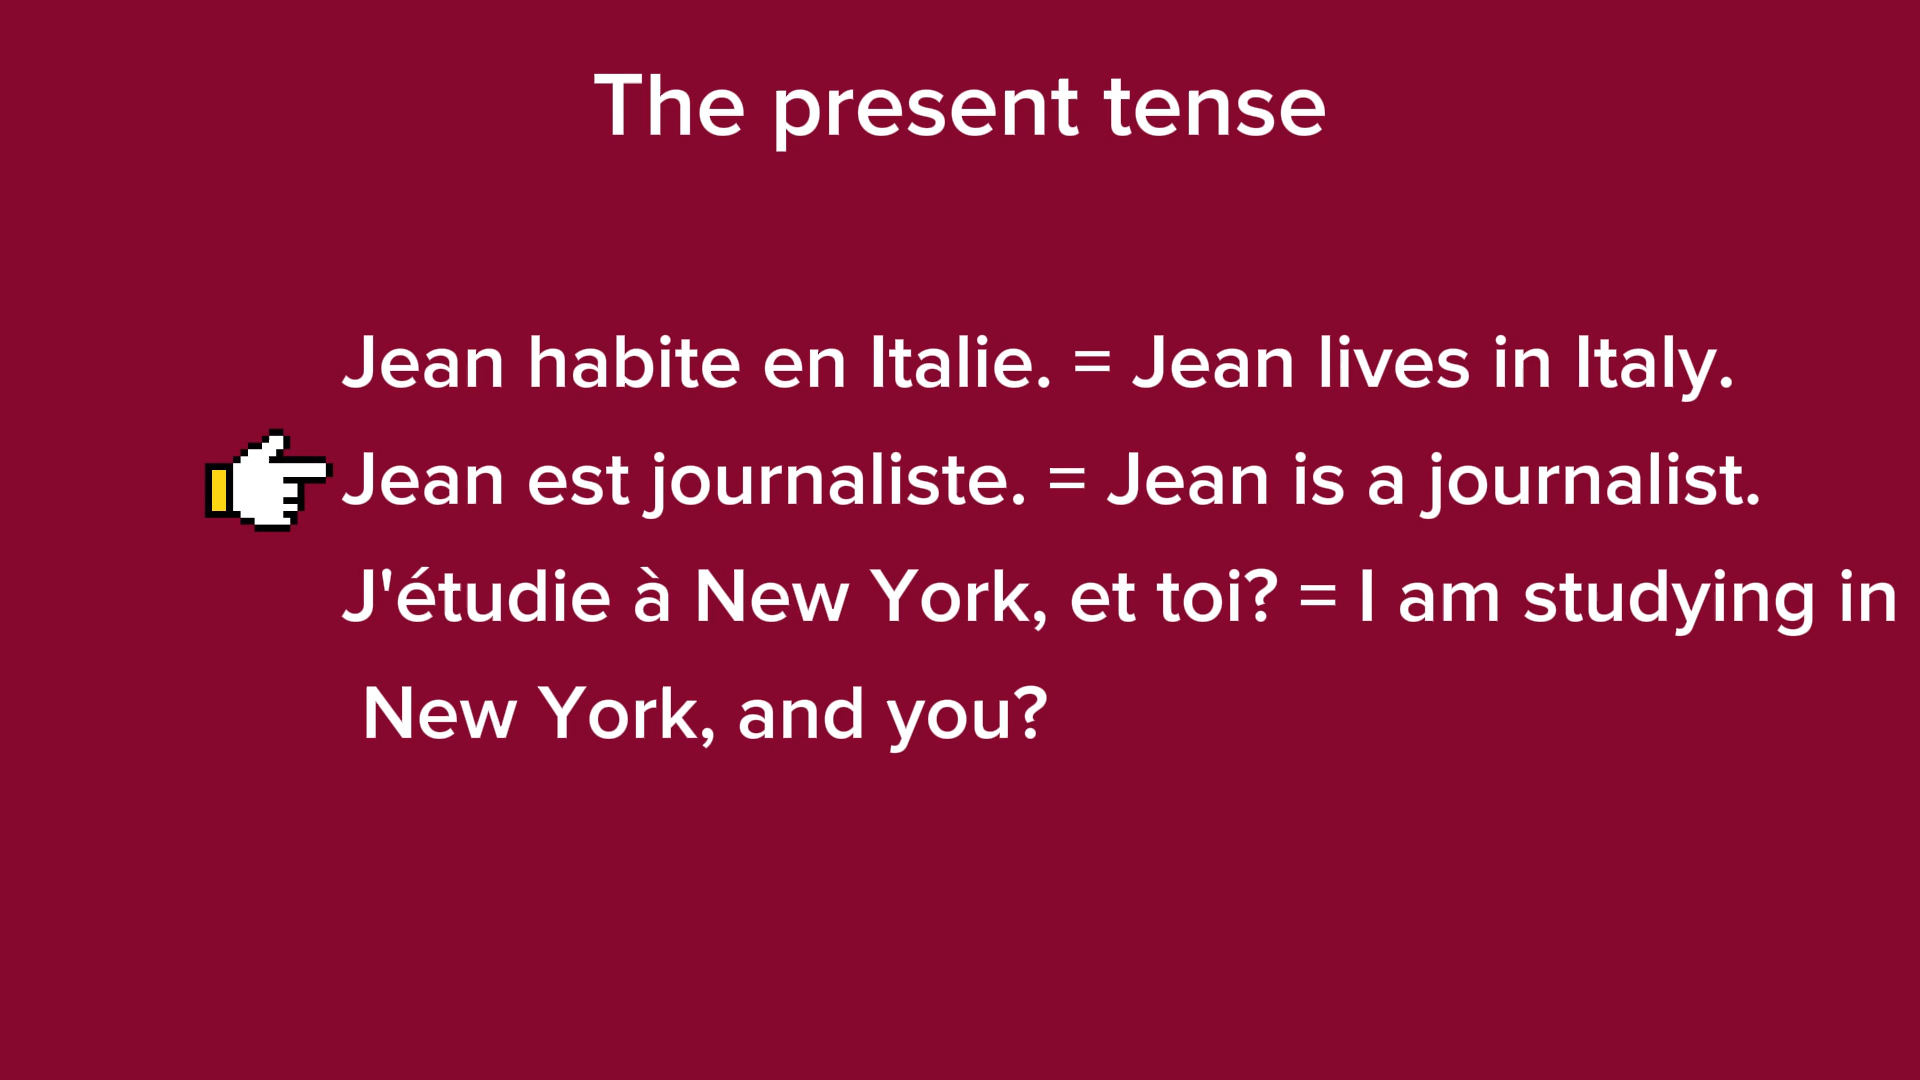 The present tense
Jean habite en Italie. = Jean lives in Italy.
Jean est journaliste. = Jean is a journalist.
J'étudie à New York, et toi? = I am studying in
New York, and you?